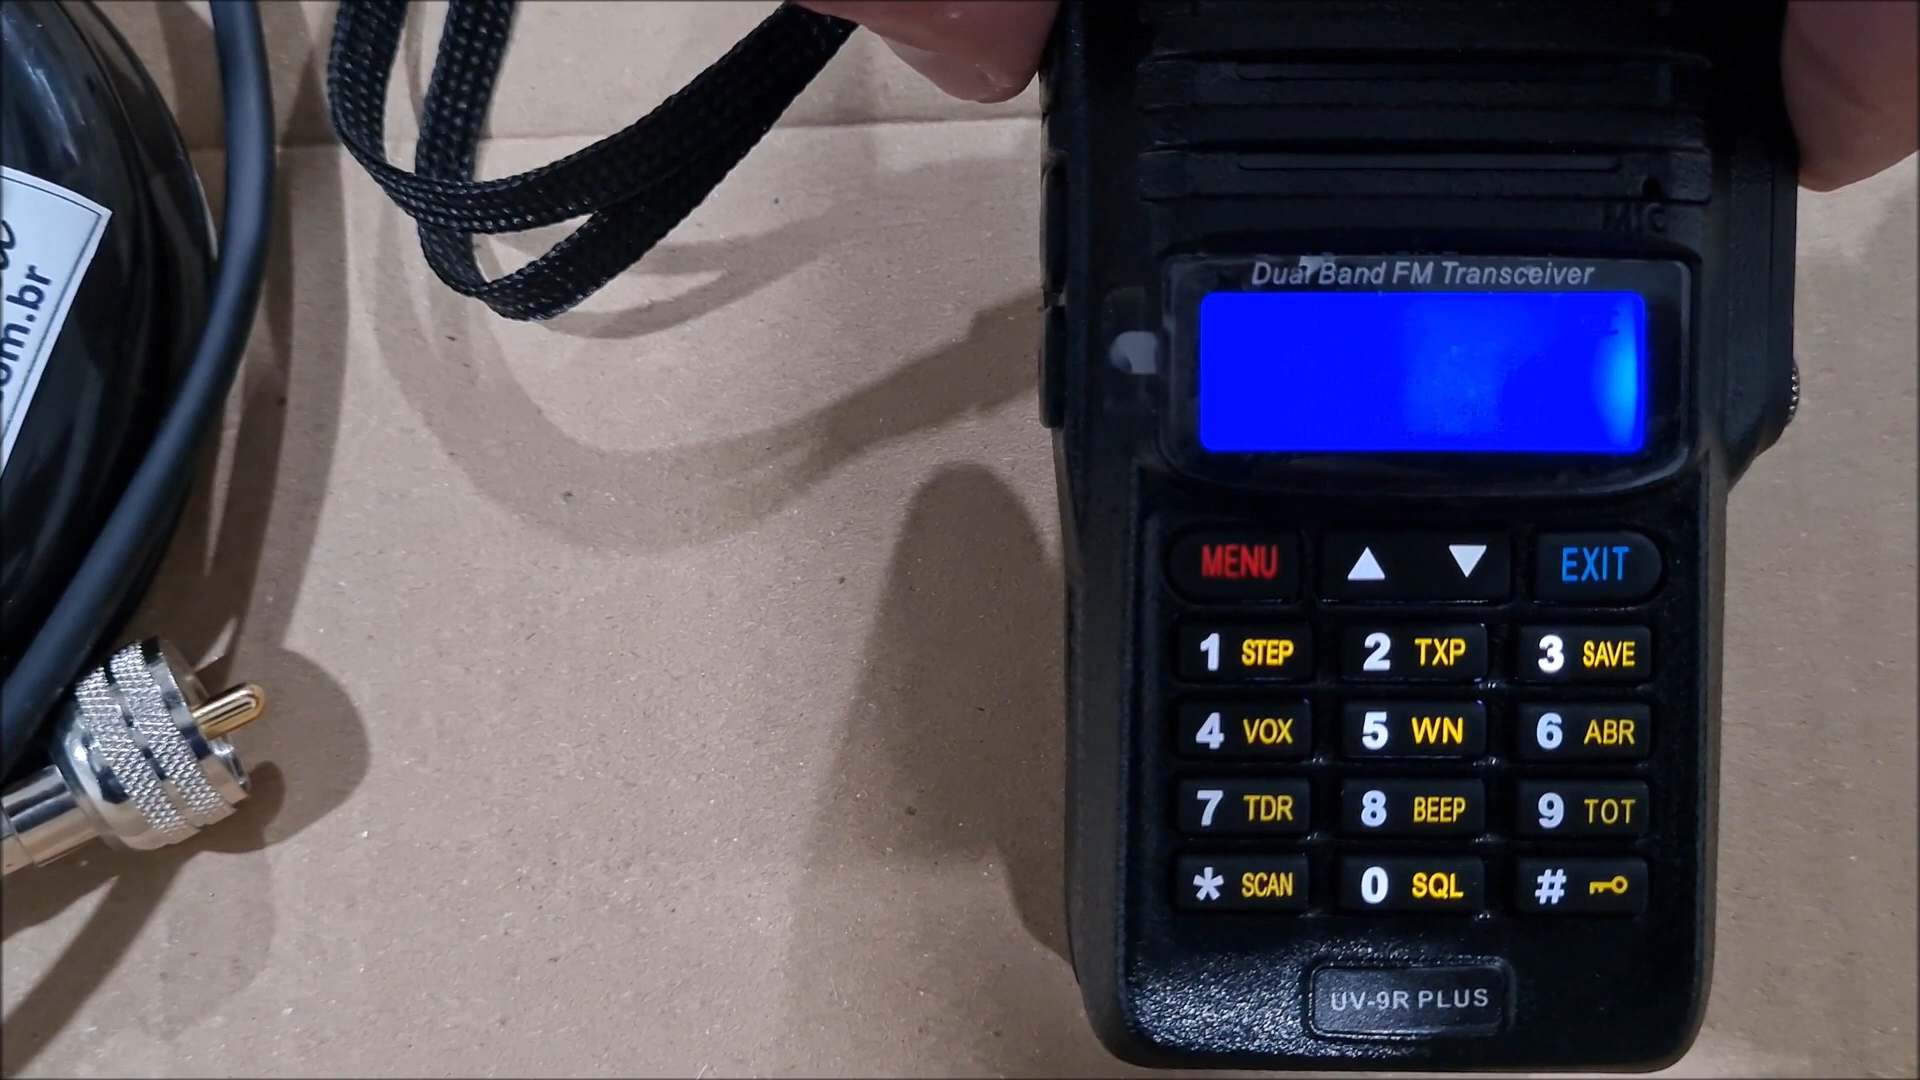 om.br
MIC
Dual Band FM Transceiver
MENU ▲ ▼ EXIT
1 STEP 2 TXP 3 SAVE
4 VOX 5 WN 6 ABR
7 TDR 8 BEEP 9 TOT
* SCAN 0 SQL #
UV-9R PLUS